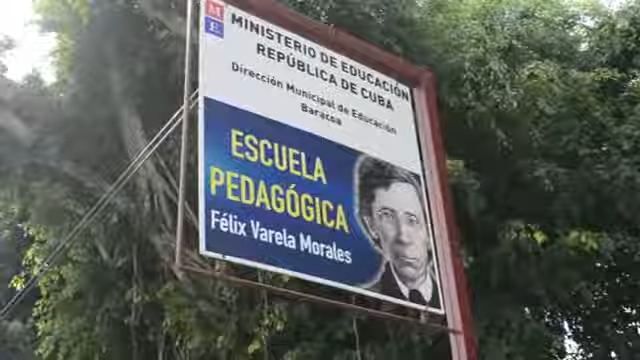 M
E
MINISTERIO DE EDUCACIÓN
REPÚBLICA DE CUBA
Dirección Municipal de Educación
Baracoa
ESCUELA
PEDAGÓGICA
Félix Varela Morales